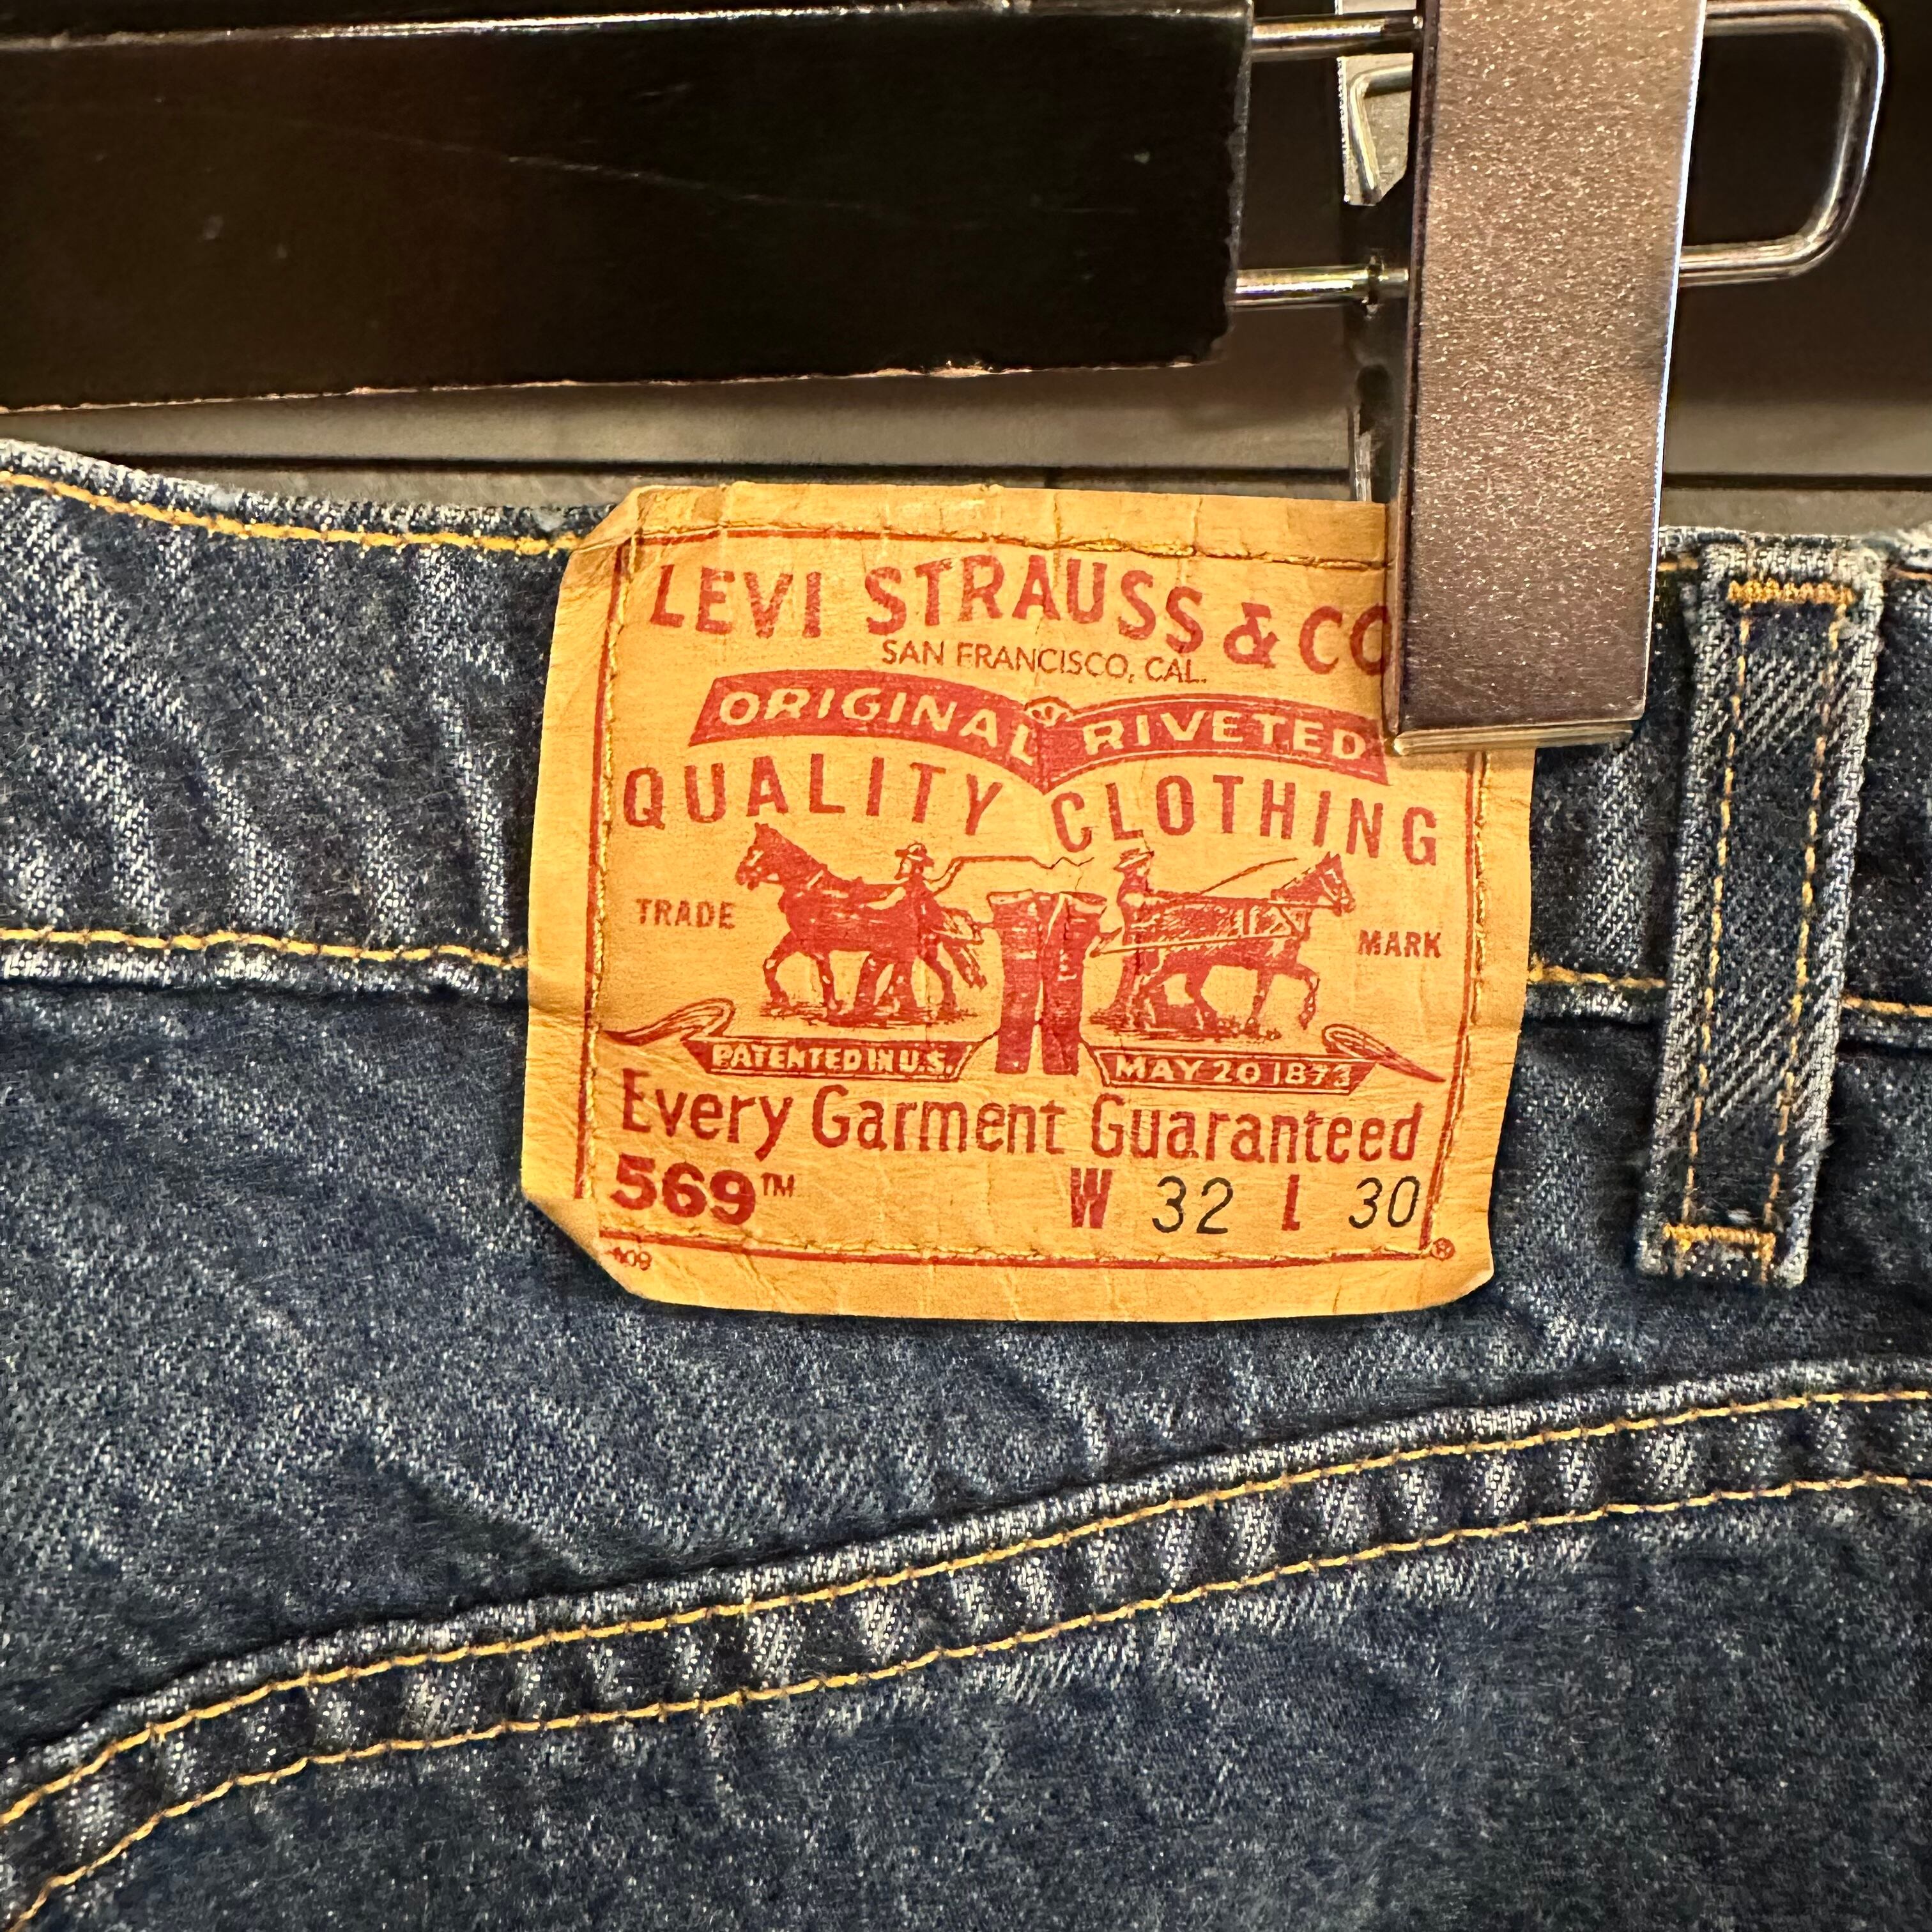 LEVI STRAUSS & CO
SAN FRANCISCO, CAL.
ORIGINAL RIVETED
QUALITY CLOTHING
TRADE MARK
PATENTED IN U.S. MAY 20 1873
Every Garment Guaranteed
569™ W 32 L 30
®